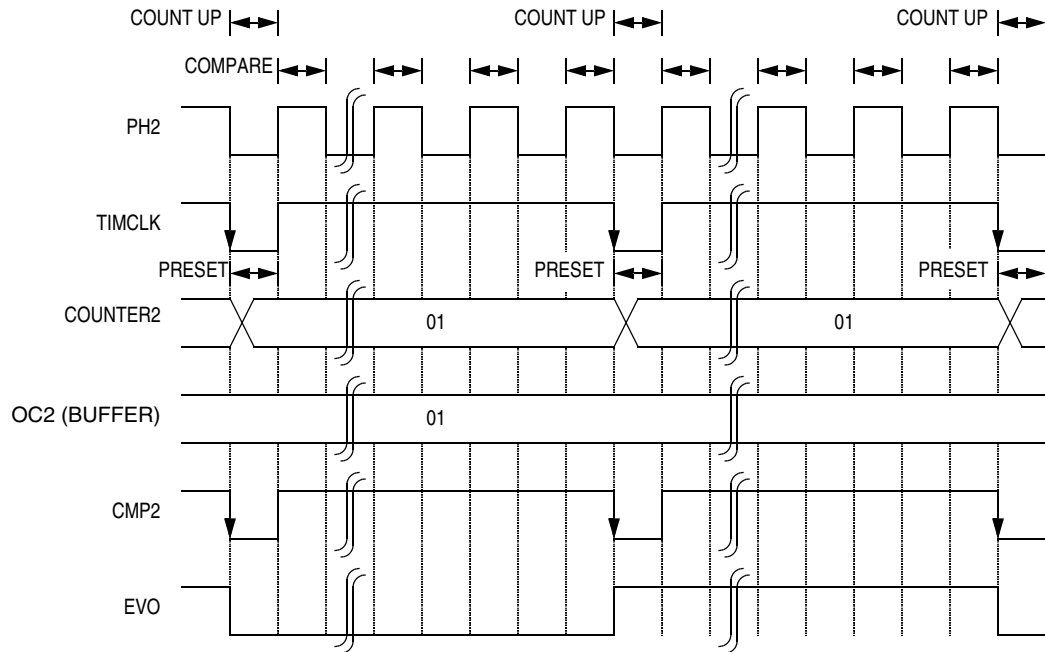 COUNT UP COUNT UP COUNT UP
COMPARE
PH2
TIMCLK
PRESET PRESET PRESET
COUNTER2 01 01
OC2 (BUFFER) 01
CMP2
EVO